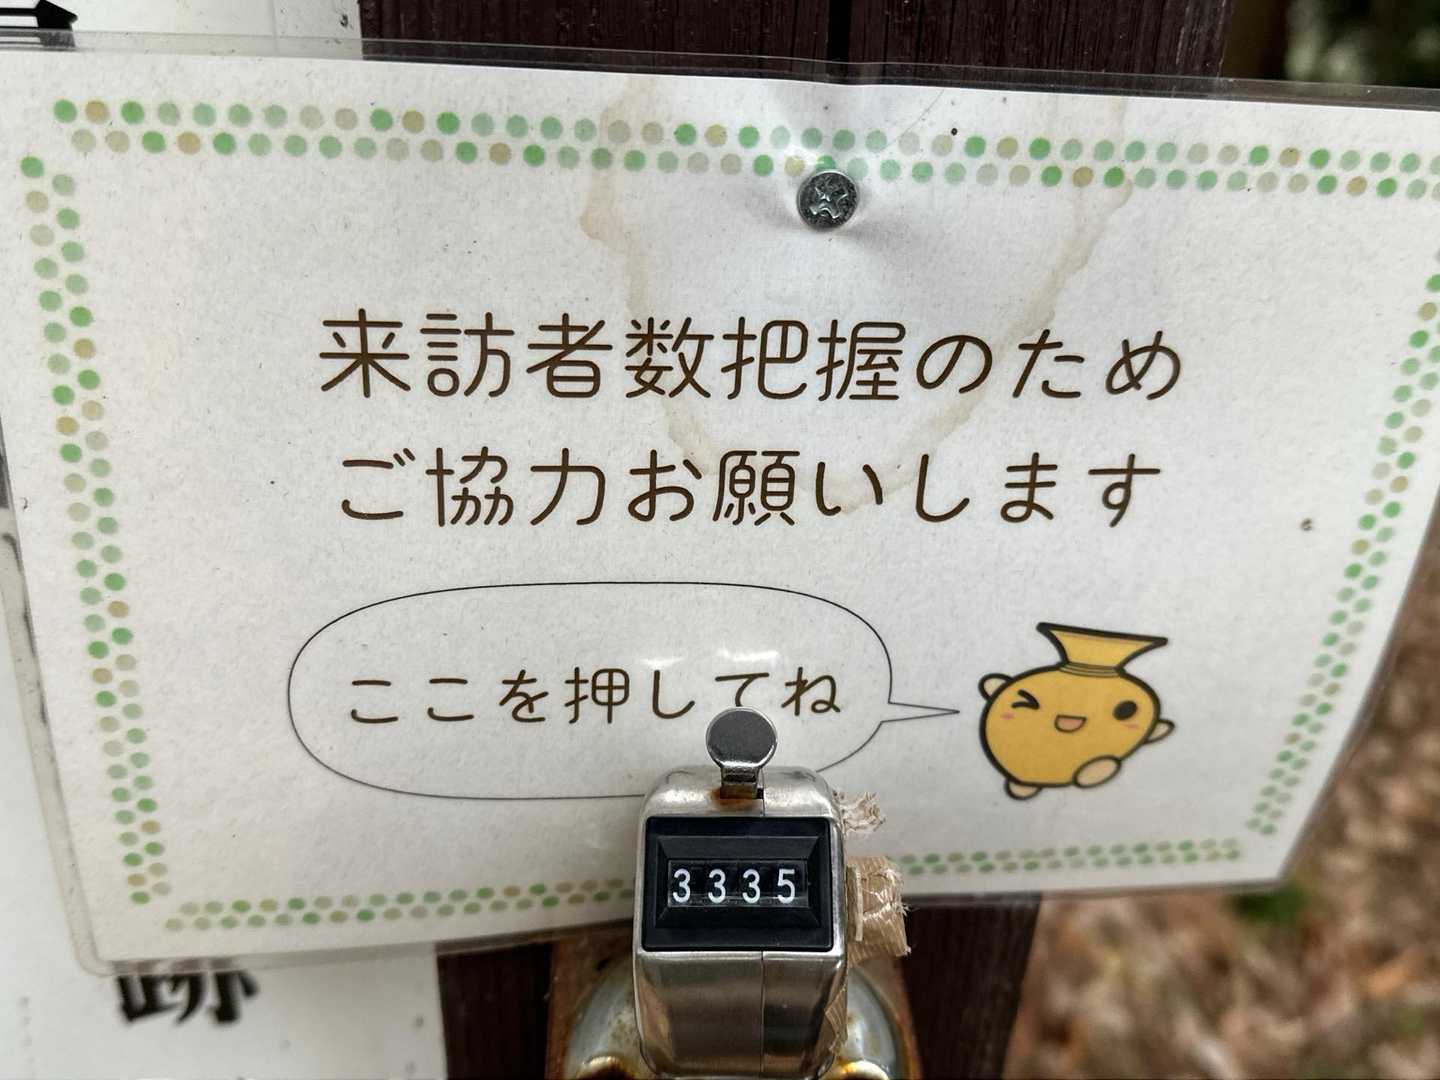 来訪者数把握のため
ご協力お願いします
ここを押してね
3335
跡